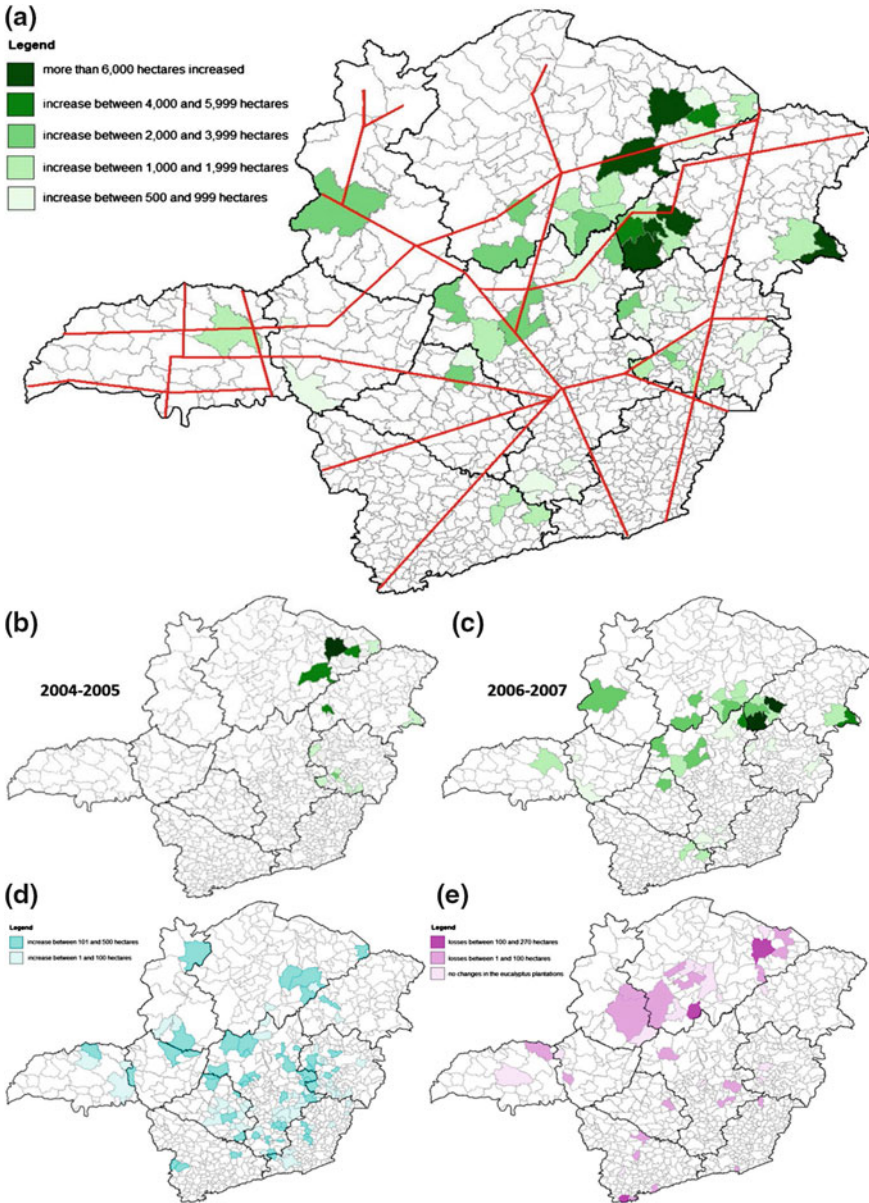 (a)
Legend
more than 6,000 hectares increased
increase between 4,000 and 5,999 hectares
increase between 2,000 and 3,999 hectares
increase between 1,000 and 1,999 hectares
increase between 500 and 999 hectares
(b)
2004-2005
(c)
2006-2007
(d)
Legend
increase between 101 and 500 hectares
increase between 1 and 100 hectares
(e)
Legend
losses between 100 and 270 hectares
losses between 1 and 100 hectares
no changes in the eucalyptus plantations